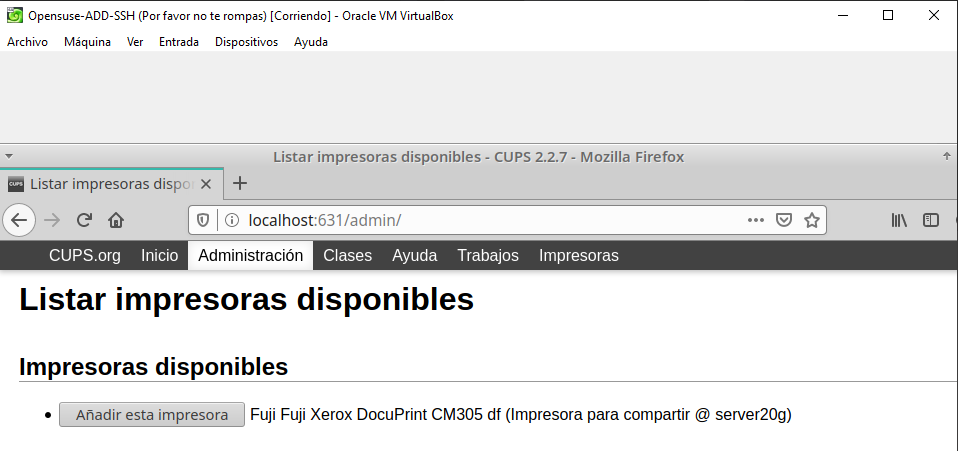 Opensuse-ADD-SSH (Por favor no te rompas) [Corriendo] - Oracle VM VirtualBox
Archivo Máquina Ver Entrada Dispositivos Ayuda
Listar impresoras disponibles - CUPS 2.2.7 - Mozilla Firefox
CUPS Listar impresoras dispo
localhost:631/admin/
CUPS.org Inicio Administración Clases Ayuda Trabajos Impresoras
Listar impresoras disponibles
Impresoras disponibles
Añadir esta impresora Fuji Fuji Xerox DocuPrint CM305 df (Impresora para compartir @ server20g)